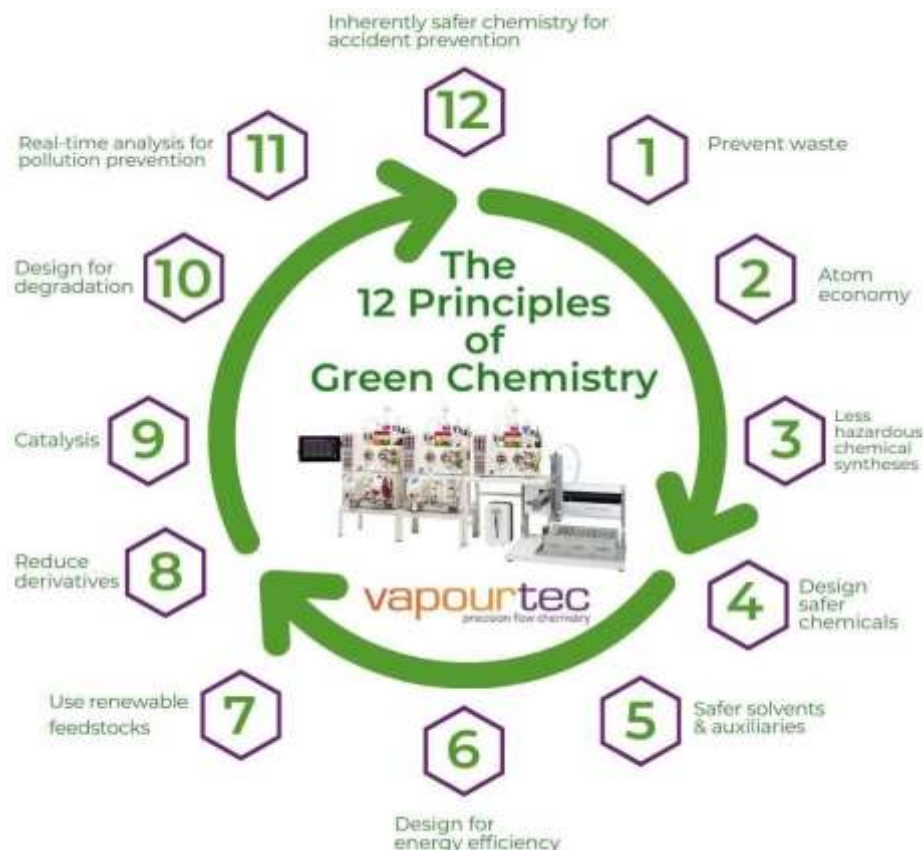 Inherently safer chemistry for
accident prevention
12
1
Prevent waste
2
Atom
economy
3
Less
hazardous
chemical
syntheses
4
Design
safer
chemicals
5
Safer solvents
& auxiliaries
6
Design for
energy efficiency
7
Use renewable
feedstocks
8
Reduce
derivatives
9
Catalysis
10
Design for
degradation
11
Real-time analysis for
pollution prevention
The
12 Principles
of
Green Chemistry
vapourtec
precision flow chemistry